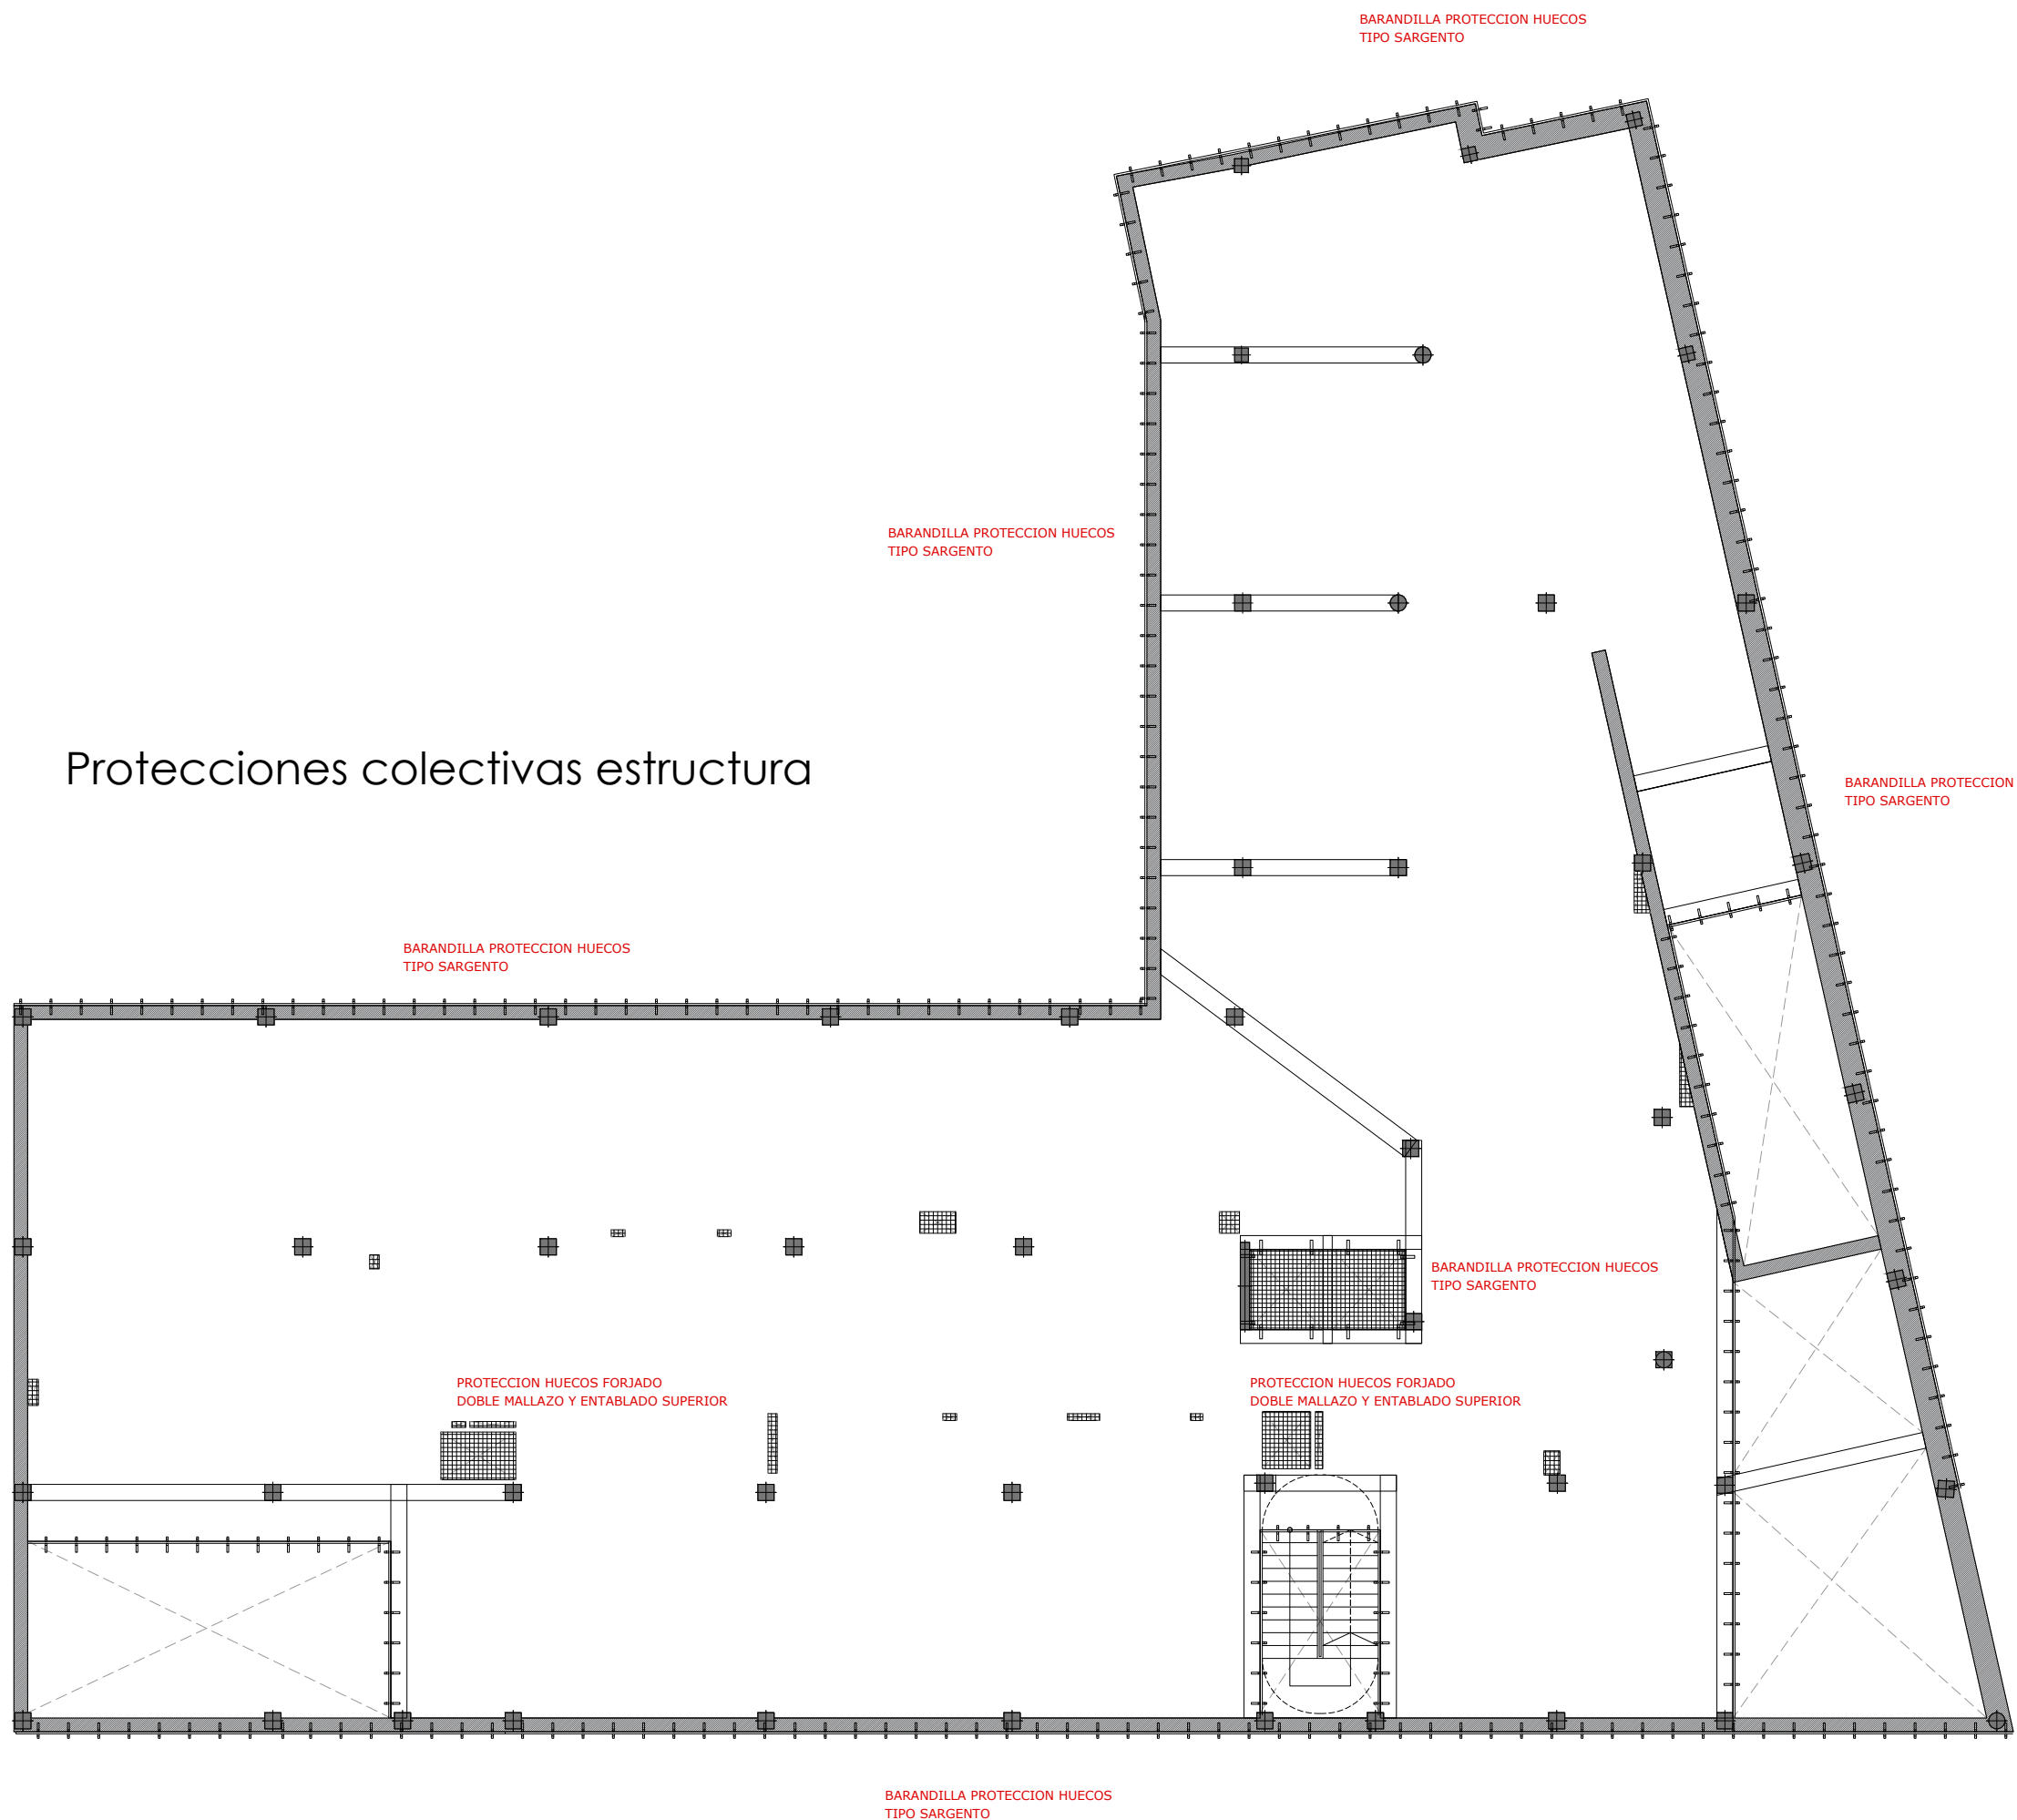 BARANDILLA PROTECCION HUECOS
TIPO SARGENTO
BARANDILLA PROTECCION HUECOS
TIPO SARGENTO
Protecciones colectivas estructura
BARANDILLA PROTECCION
TIPO SARGENTO
BARANDILLA PROTECCION HUECOS
TIPO SARGENTO
BARANDILLA PROTECCION HUECOS
TIPO SARGENTO
PROTECCION HUECOS FORJADO
DOBLE MALLAZO Y ENTABLADO SUPERIOR
PROTECCION HUECOS FORJADO
DOBLE MALLAZO Y ENTABLADO SUPERIOR
BARANDILLA PROTECCION HUECOS
TIPO SARGENTO